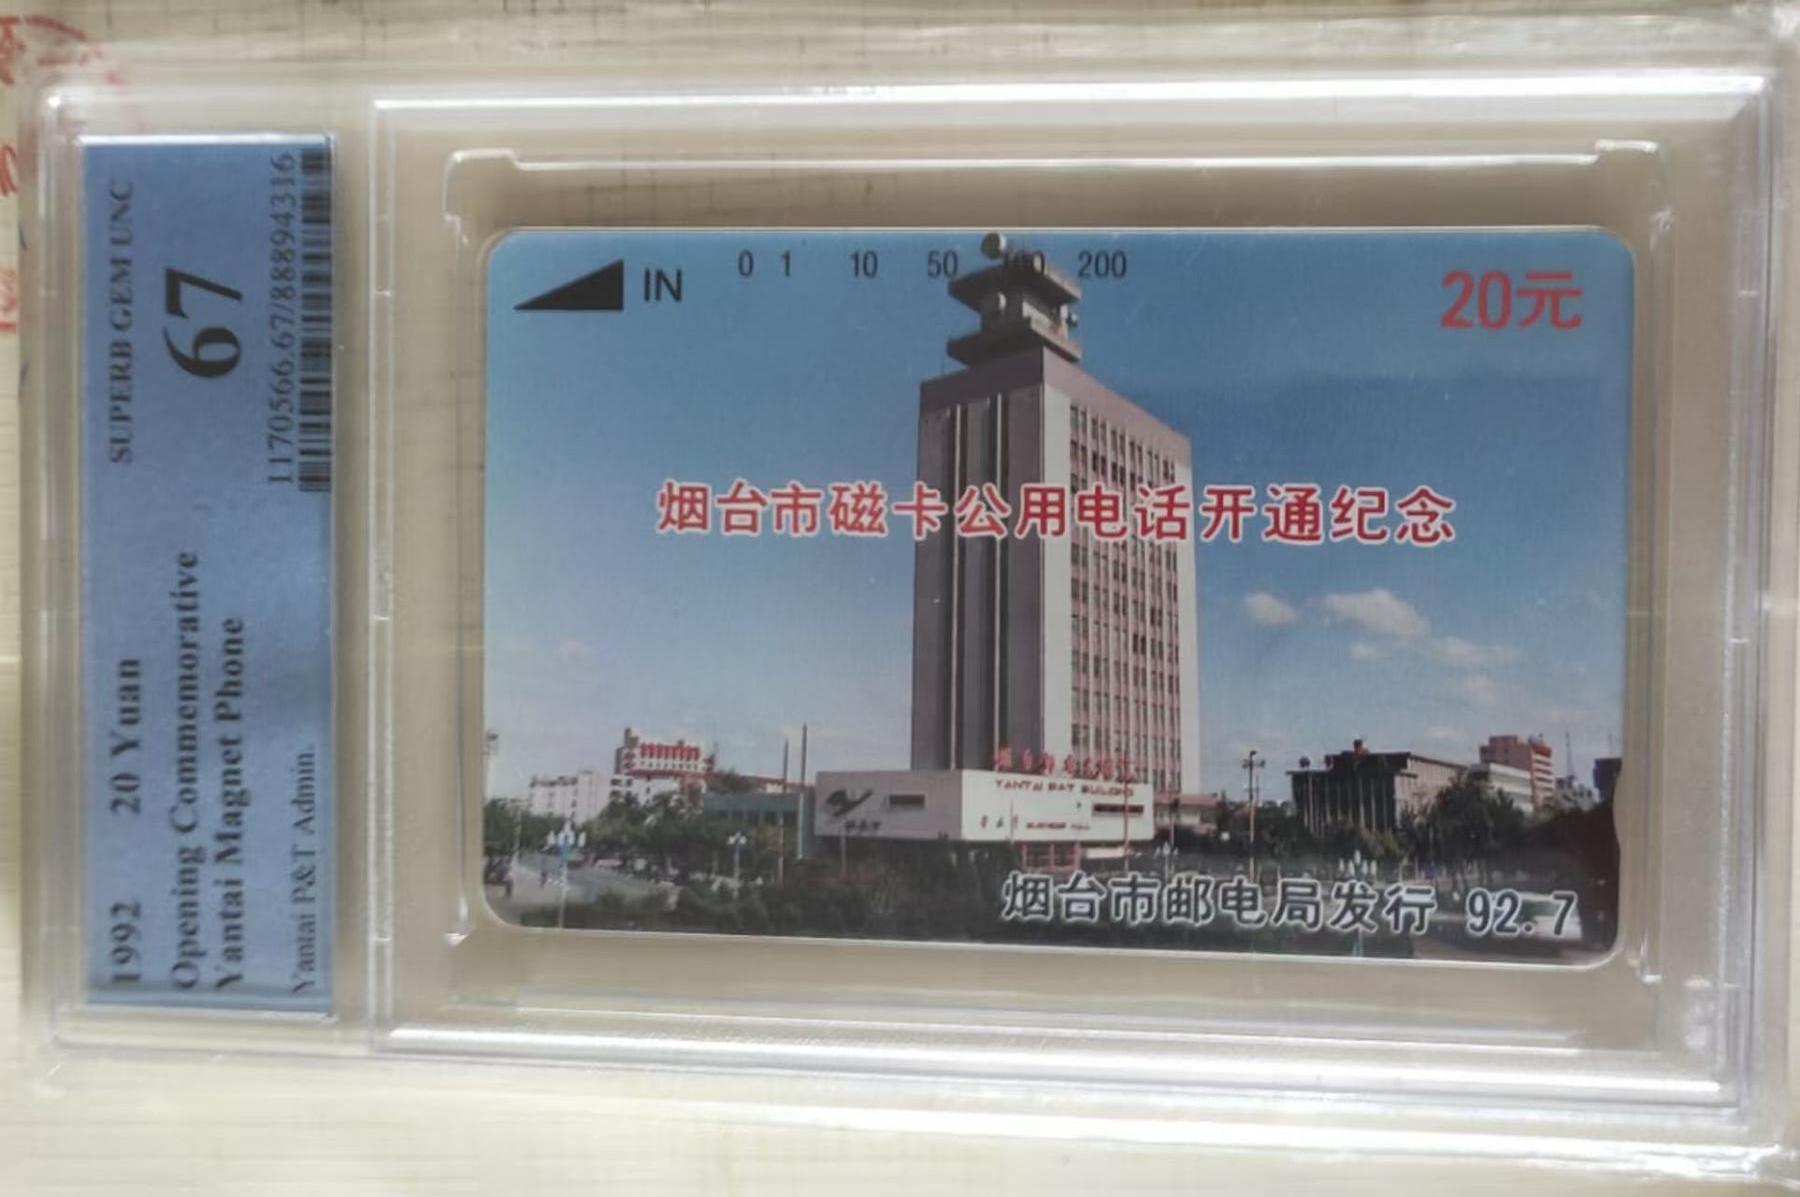 1992 20 Yuan SUPERB GEM UNC
Opening Commemorative
Yantai Magnet Phone
67
Yantai P&T Admin.
1170566.67/88894316
IN
0 1 10 50 100 200
20元
烟台市磁卡公用电话开通纪念
YANTAI P&T BUILDING
烟台市邮电局发行 92.7